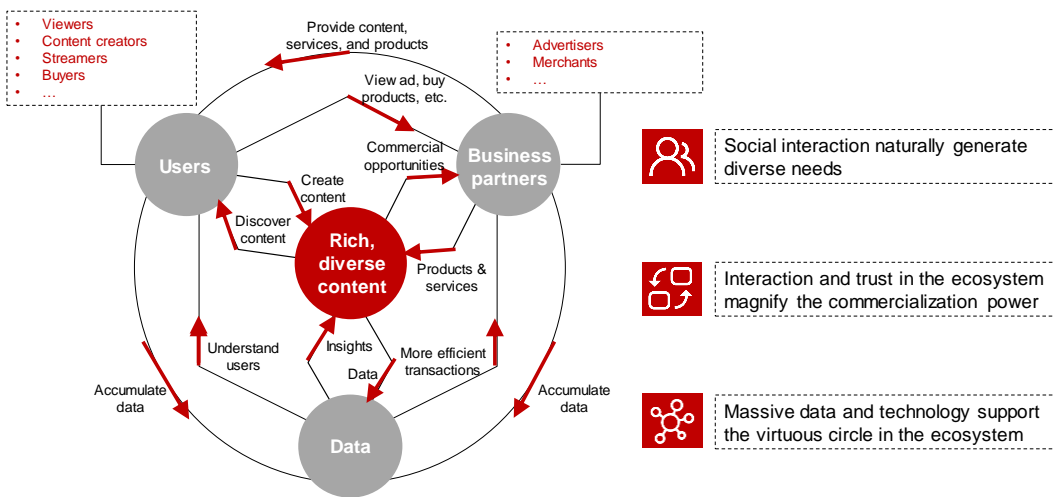 • Viewers
• Content creators
• Streamers
• Buyers
• …
Provide content,
services, and products
• Advertisers
• Merchants
• …
View ad, buy
products, etc.
Users
Commercial
opportunities
Business
partners
Create
content
Discover
content
Rich,
diverse
content
Products &
services
Understand
users
Insights
Data
More efficient
transactions
Accumulate
data
Accumulate
data
Data
Social interaction naturally generate
diverse needs
Interaction and trust in the ecosystem
magnify the commercialization power
Massive data and technology support
the virtuous circle in the ecosystem